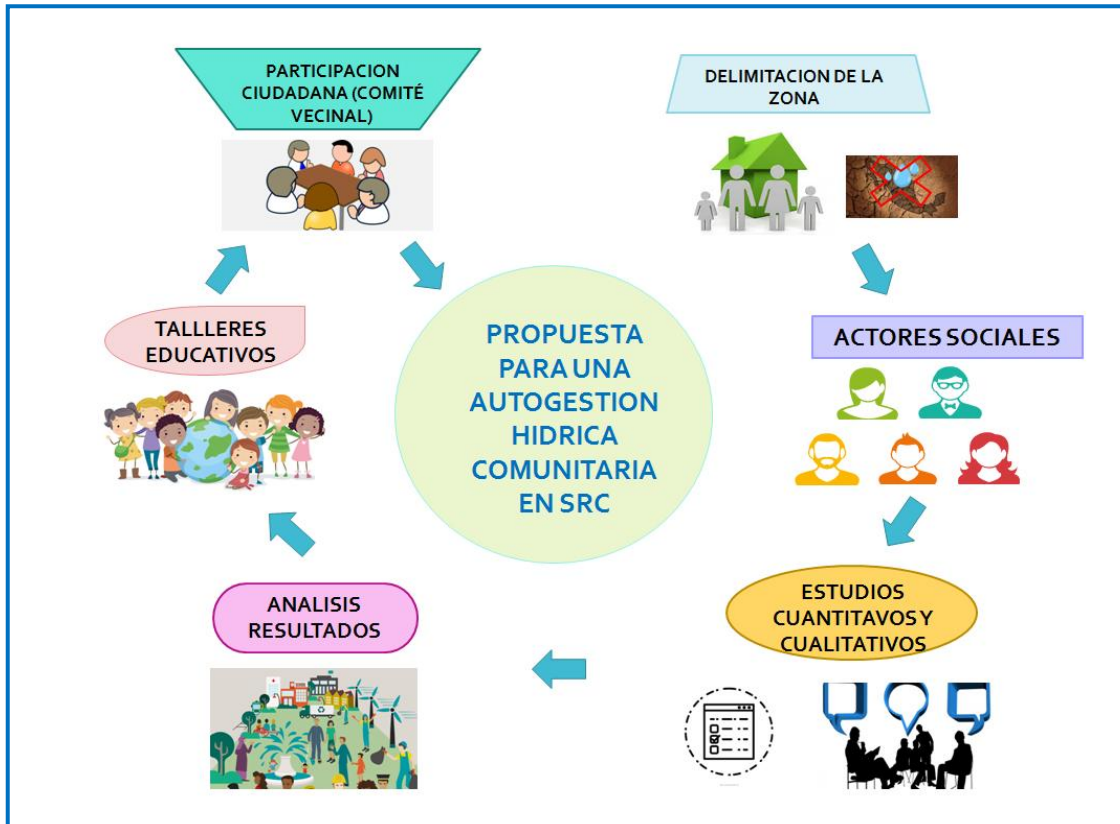 PARTICIPACION
CIUDADANA (COMITÉ
VECINAL)
DELIMITACION DE LA
ZONA
ACTORES SOCIALES
ESTUDIOS
CUANTITAVOS Y
CUALITATIVOS
ANALISIS
RESULTADOS
TALLLERES
EDUCATIVOS
PROPUESTA
PARA UNA
AUTOGESTION
HIDRICA
COMUNITARIA
EN SRC